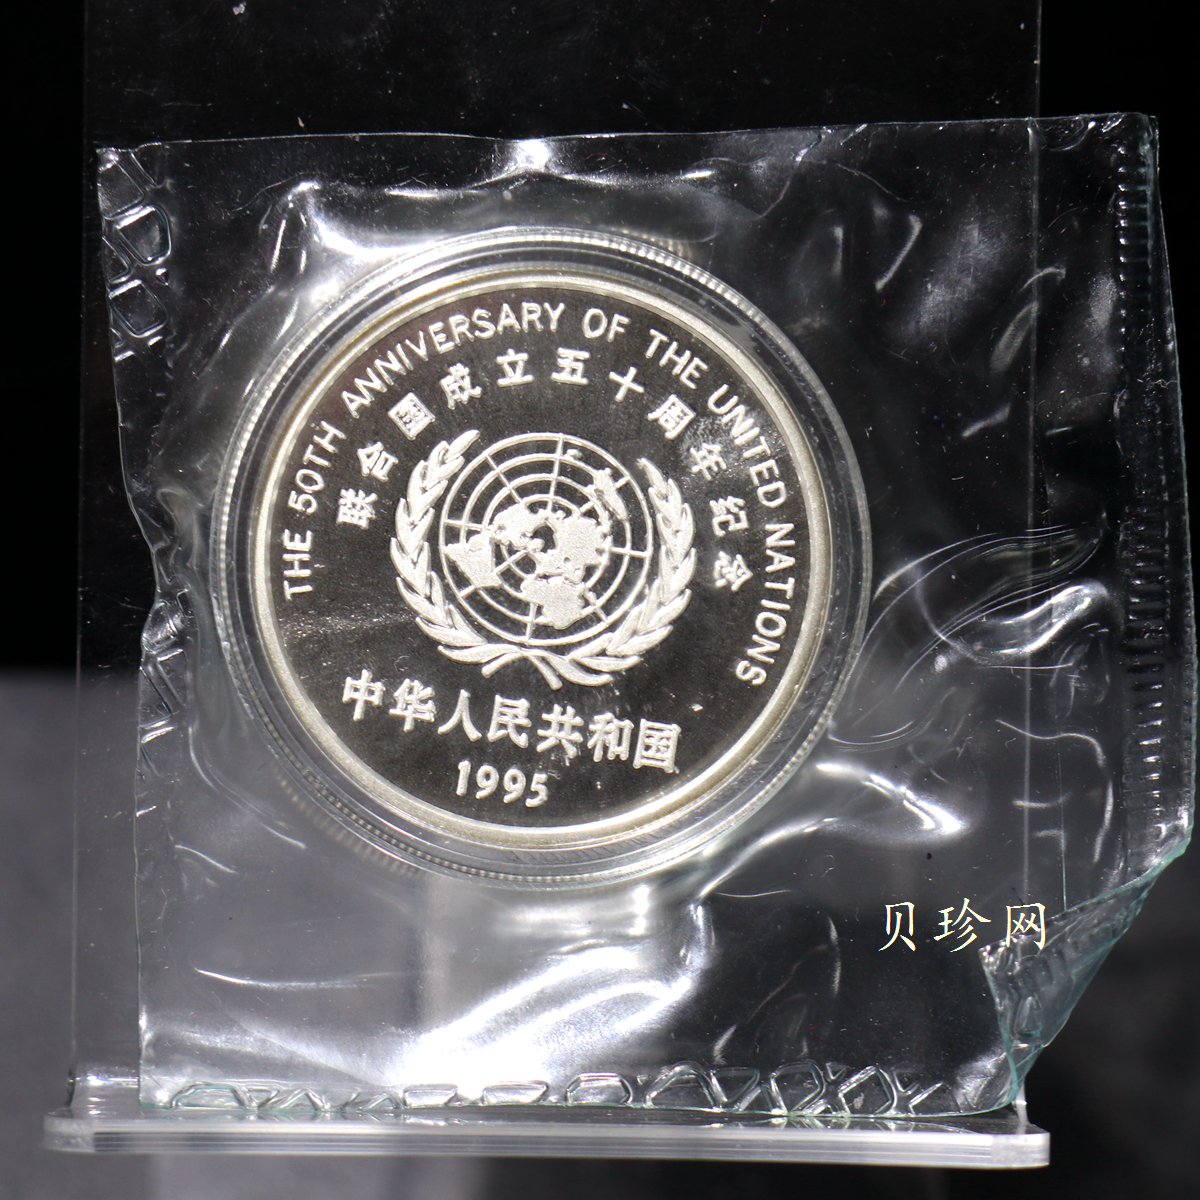 THE 50TH ANNIVERSARY OF THE UNITED NATIONS
联合国成立五十周年纪念
中华人民共和国
1995
贝珍网